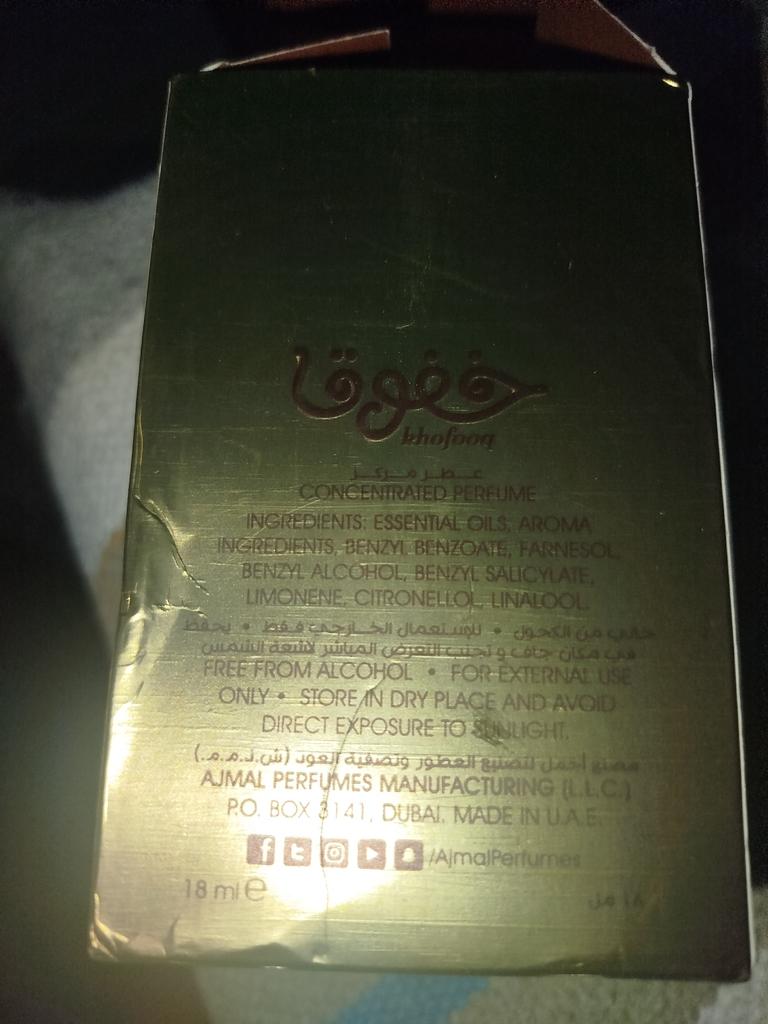 خفوق
khofooq
عطر مركز
CONCENTRATED PERFUME
INGREDIENTS: ESSENTIAL OILS, AROMA
INGREDIENTS, BENZYL BENZOATE, FARNESOL,
BENZYL ALCOHOL, BENZYL SALICYLATE,
LIMONENE, CITRONELLOL, LINALOOL.
خالي من الكحول • للإستعمال الخارجي فقط • يحفظ
في مكان جاف و تجنب التعرض المباشر لأشعة الشمس
FREE FROM ALCOHOL • FOR EXTERNAL USE
ONLY • STORE IN DRY PLACE AND AVOID
DIRECT EXPOSURE TO SUNLIGHT.
مصنع أجمل لتصنيع العطور وتصفية العود (ش.ذ.م.م.)
AJMAL PERFUMES MANUFACTURING (L.L.C.)
P.O. BOX 3141, DUBAI. MADE IN U.A.E.
/AjmalPerfumes
18 ml ℮
١٨ مل